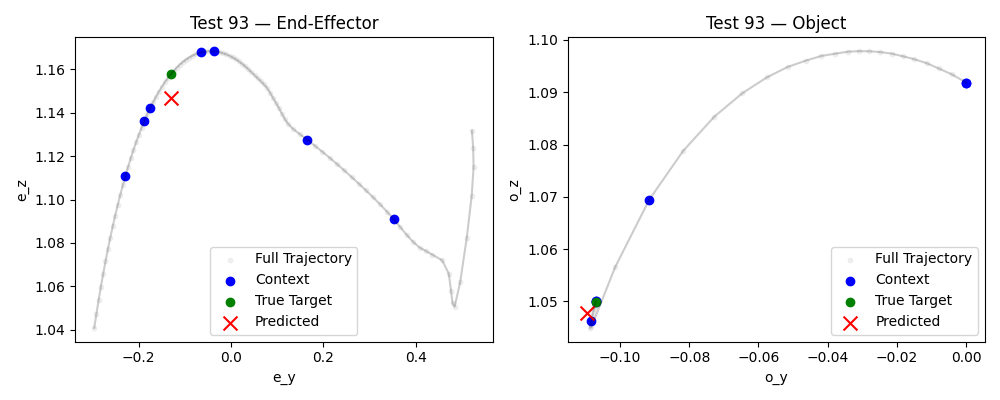 Test 93 — End-Effector
1.16
1.14
1.12
1.10
1.08
1.06
1.04
e_z
−0.2
0.0
0.2
0.4
e_y
Full Trajectory
Context
True Target
Predicted
Test 93 — Object
1.10
1.09
1.08
1.07
1.06
1.05
o_z
−0.10
−0.08
−0.06
−0.04
−0.02
0.00
o_y
Full Trajectory
Context
True Target
Predicted